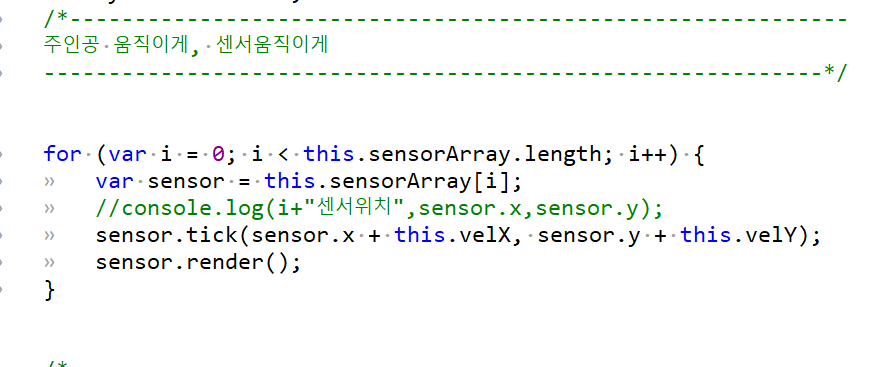 /*------------------------------------------------------------
주인공 움직이게, 센서움직이게
------------------------------------------------------------*/
for (var i = 0; i < this.sensorArray.length; i++) {
var sensor = this.sensorArray[i];
//console.log(i+"센서위치",sensor.x,sensor.y);
sensor.tick(sensor.x + this.velX, sensor.y + this.velY);
sensor.render();
}